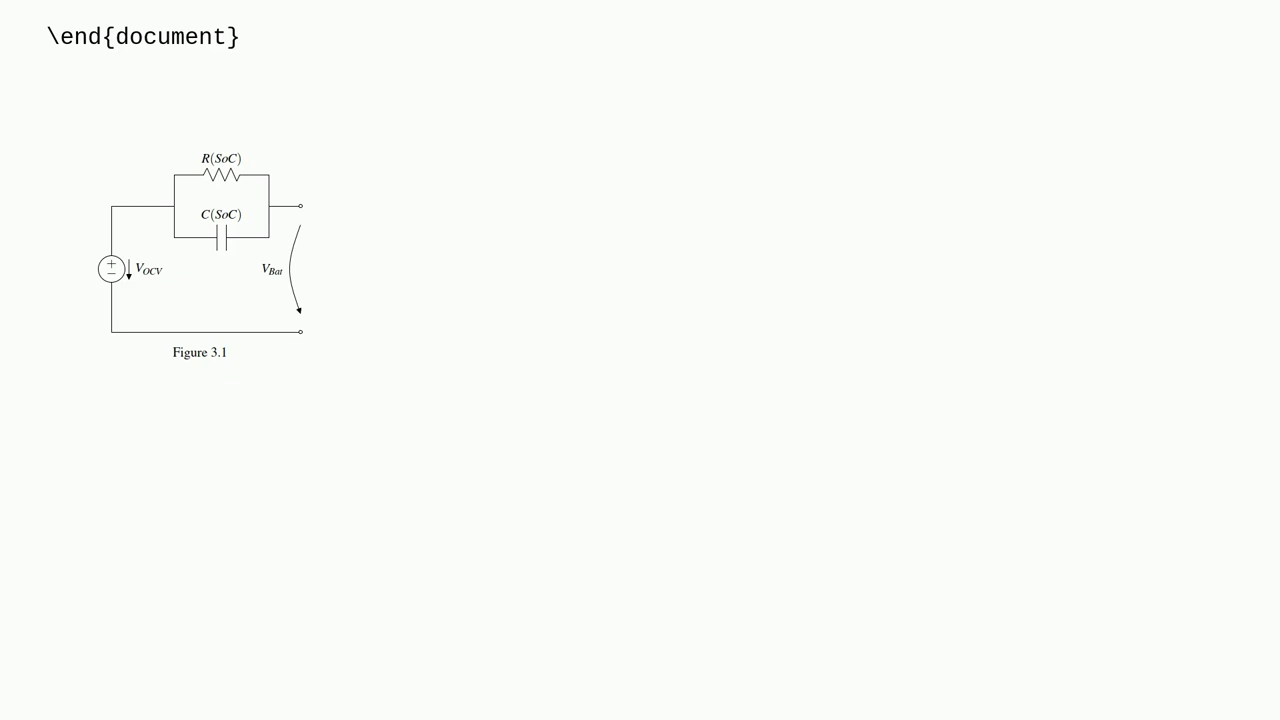 \end{document}
R(SoC)
C(SoC)
+
−
V_OCV
V_Bat
Figure 3.1